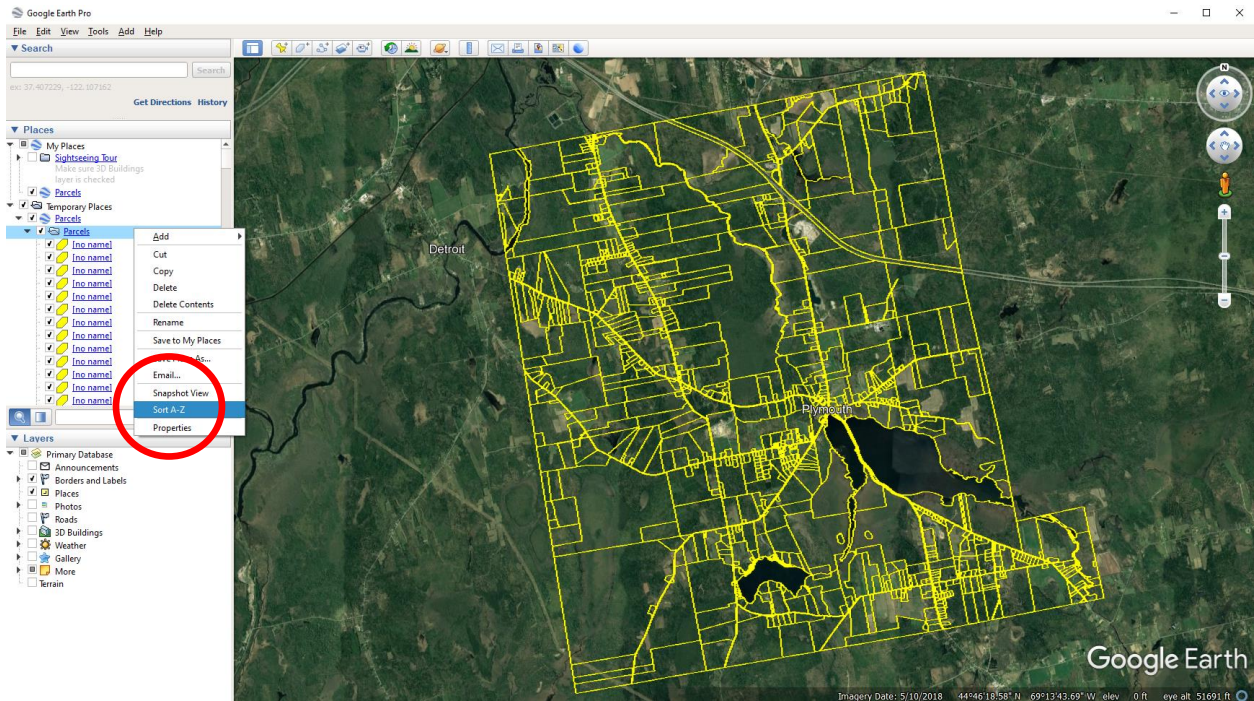 Google Earth Pro
File Edit View Tools Add Help
Search
Search
ex: 37.407229, -122.107162
Get Directions History
Places
My Places
Sightseeing Tour
Make sure 3D Buildings
layer is checked
Parcels
Temporary Places
Parcels
Parcels
[no name]
[no name]
[no name]
[no name]
[no name]
[no name]
[no name]
[no name]
[no name]
[no name]
[no name]
[no name]
[no name]
Add
Cut
Copy
Delete
Delete Contents
Rename
Save to My Places
As...
Email...
Snapshot View
Sort A-Z
Properties
Layers
Primary Database
Announcements
Borders and Labels
Places
Photos
Roads
3D Buildings
Weather
Gallery
More
Terrain
N
Detroit
Plymouth
Google Earth
Imagery Date: 5/10/2018 44°46'18.58" N 69°13'43.69" W elev 0 ft eye alt 51691 ft